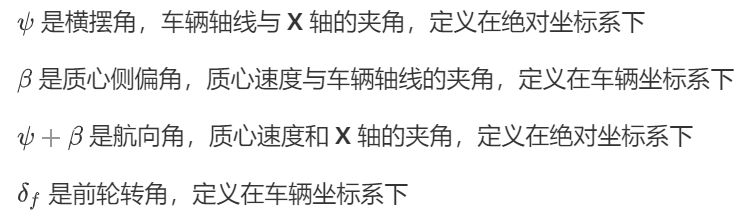 ψ 是横摆角，车辆轴线与 X 轴的夹角，定义在绝对坐标系下
β 是质心侧偏角，质心速度与车辆轴线的夹角，定义在车辆坐标系下
ψ + β 是航向角，质心速度和 X 轴的夹角，定义在绝对坐标系下
δ_f 是前轮转角，定义在车辆坐标系下